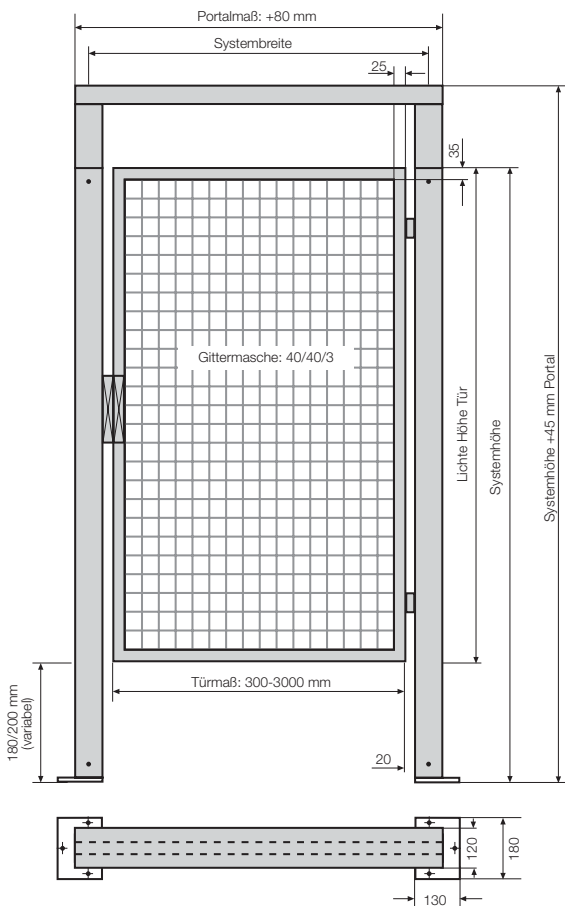 Portalmaß: +80 mm
Systembreite
25
35
Gittermasche: 40/40/3
Lichte Höhe Tür
Systemhöhe
Systemhöhe +45 mm Portal
Türmaß: 300-3000 mm
180/200 mm
(variabel)
20
120
180
130